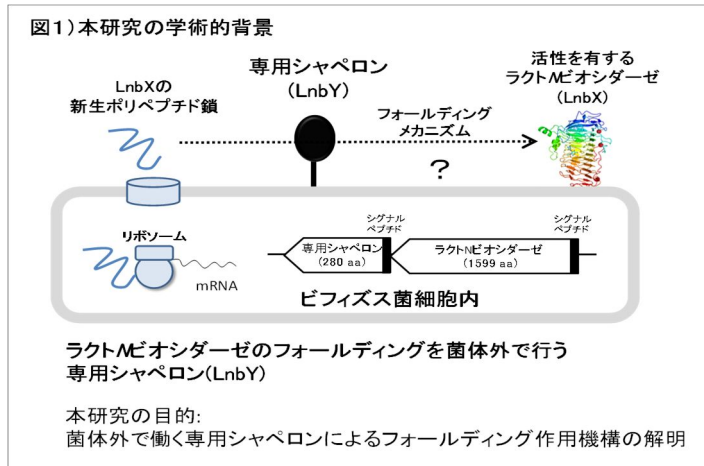 図1)本研究の学術的背景
LnbXの
新生ポリペプチド鎖
専用シャペロン
(LnbY)
フォールディング
メカニズム
?
活性を有する
ラクトNビオシダーゼ
(LnbX)
リボソーム
mRNA
シグナル
ペプチド
専用シャペロン
(280 aa)
シグナル
ペプチド
ラクトNビオシダーゼ
(1599 aa)
ビフィズス菌細胞内
ラクトNビオシダーゼのフォールディングを菌体外で行う
専用シャペロン(LnbY)
本研究の目的:
菌体外で働く専用シャペロンによるフォールディング作用機構の解明